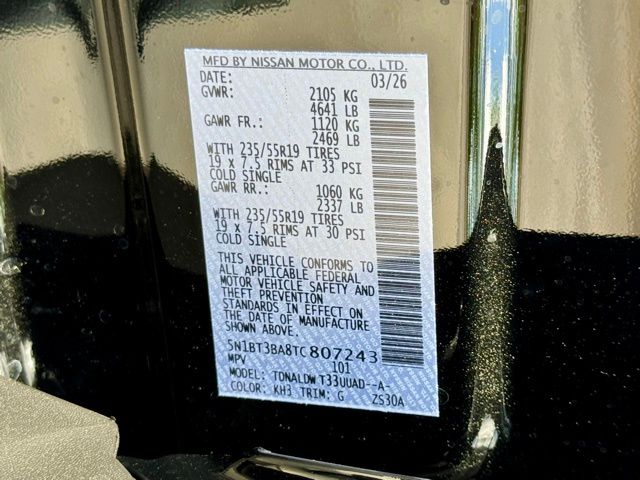 MFD BY NISSAN MOTOR CO., LTD.
DATE: 03/26
GVWR: 2105 KG
4641 LB
GAWR FR.: 1120 KG
2469 LB
WITH 235/55R19 TIRES
19 x 7.5 RIMS AT 33 PSI
COLD SINGLE
GAWR RR.: 1060 KG
2337 LB
WITH 235/55R19 TIRES
19 x 7.5 RIMS AT 30 PSI
COLD SINGLE
THIS VEHICLE CONFORMS TO
ALL APPLICABLE FEDERAL
MOTOR VEHICLE SAFETY AND
THEFT PREVENTION
STANDARDS IN EFFECT ON
THE DATE OF MANUFACTURE
SHOWN ABOVE.
5N1BT3BA8TC807243
MPV 101
MODEL: TONALDW T33UUAD--A-
COLOR: KH3 TRIM: G ZS30A